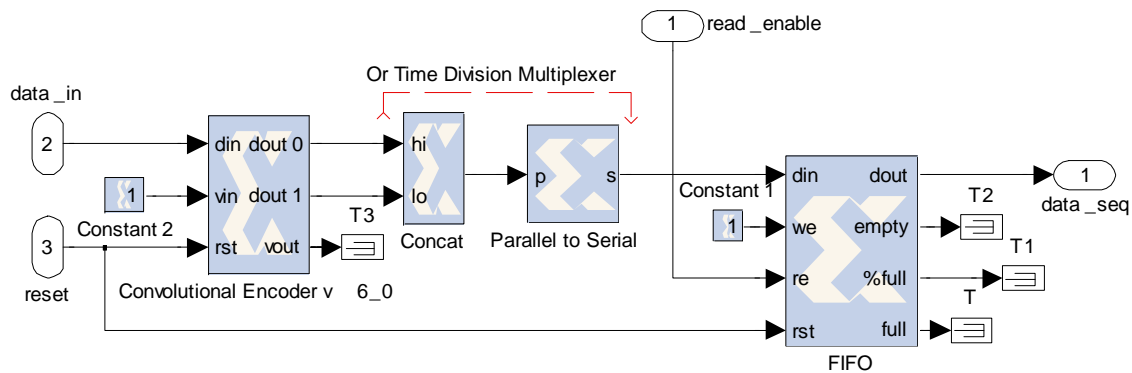 1
read _enable
Or Time Division Multiplexer
data _in
2
din
dout 0
hi
vin
dout 1
lo
p
s
1
Constant 2
T3
Concat
Parallel to Serial
3
rst
vout
reset
Convolutional Encoder v 6_0
Constant 1
din
dout
1
data _seq
T2
1
we
empty
T1
re
%full
T
rst
full
FIFO